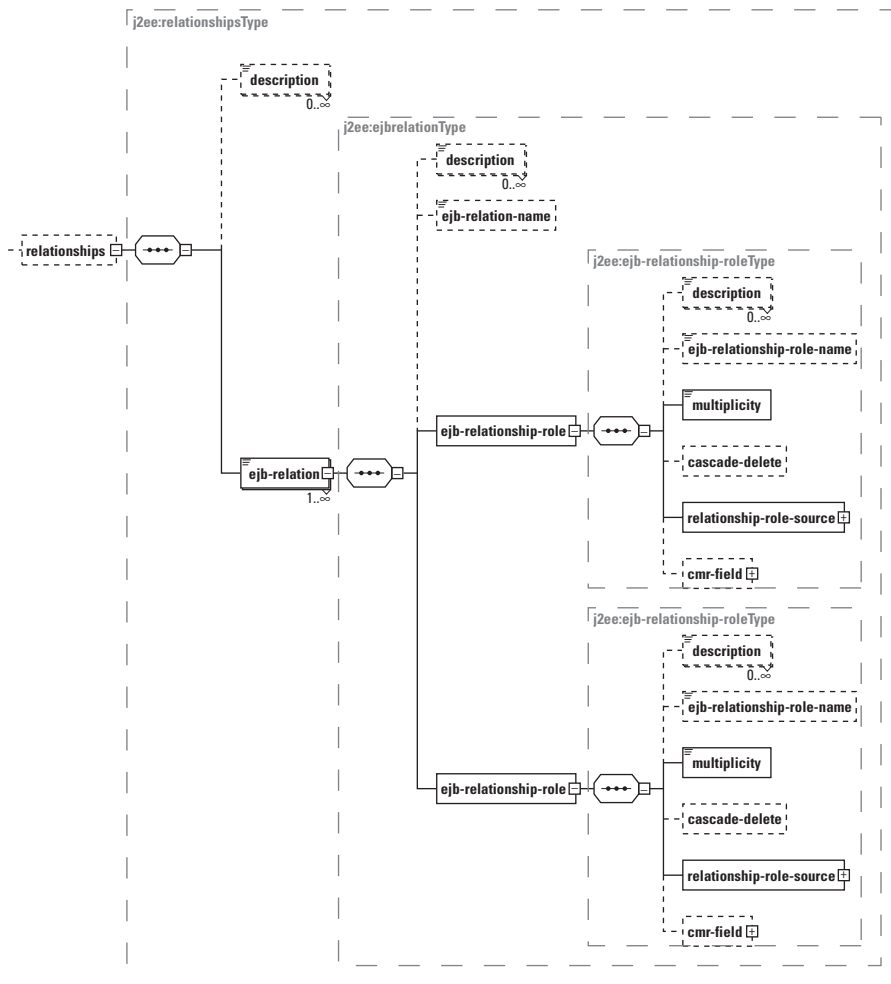 j2ee:relationshipsType
description
0..∞
j2ee:ejbrelationType
description
0..∞
ejb-relation-name
relationships
j2ee:ejb-relationship-roleType
description
0..∞
ejb-relationship-role-name
multiplicity
ejb-relationship-role
cascade-delete
ejb-relation
1..∞
relationship-role-source
cmr-field
j2ee:ejb-relationship-roleType
description
0..∞
ejb-relationship-role-name
multiplicity
ejb-relationship-role
cascade-delete
relationship-role-source
cmr-field